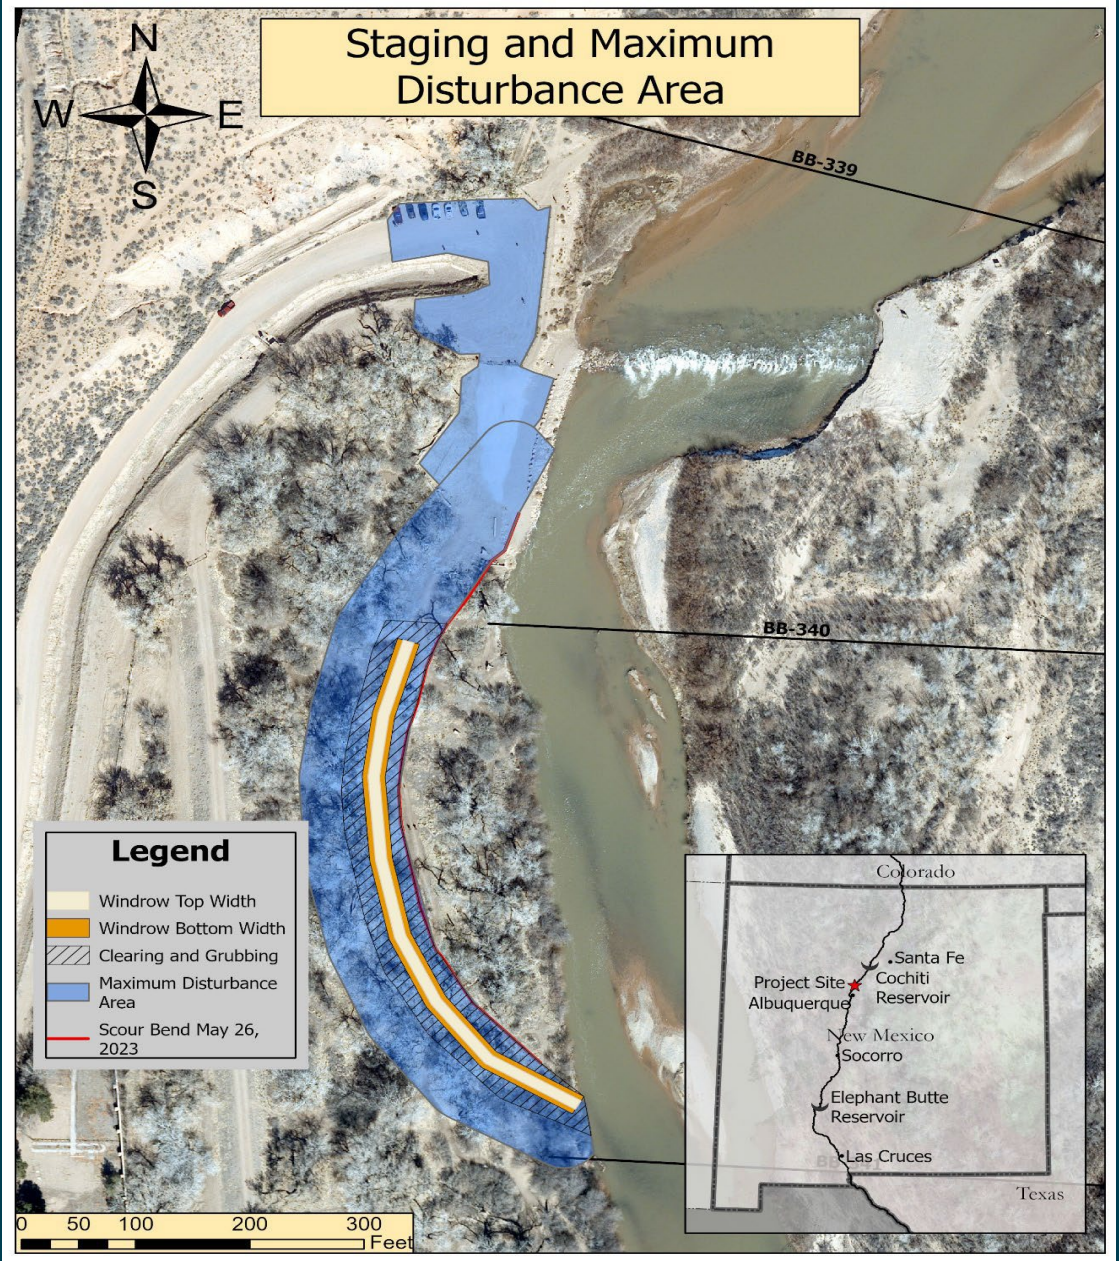 Staging and Maximum
Disturbance Area
N
W
E
S
BB-339
BB-340
Legend
Windrow Top Width
Windrow Bottom Width
Clearing and Grubbing
Maximum Disturbance
Area
Scour Bend May 26,
2023
Colorado
Santa Fe
Cochiti
Reservoir
Project Site
Albuquerque
New Mexico
Socorro
Elephant Butte
Reservoir
Las Cruces
Texas
0 50 100 200 300
Feet